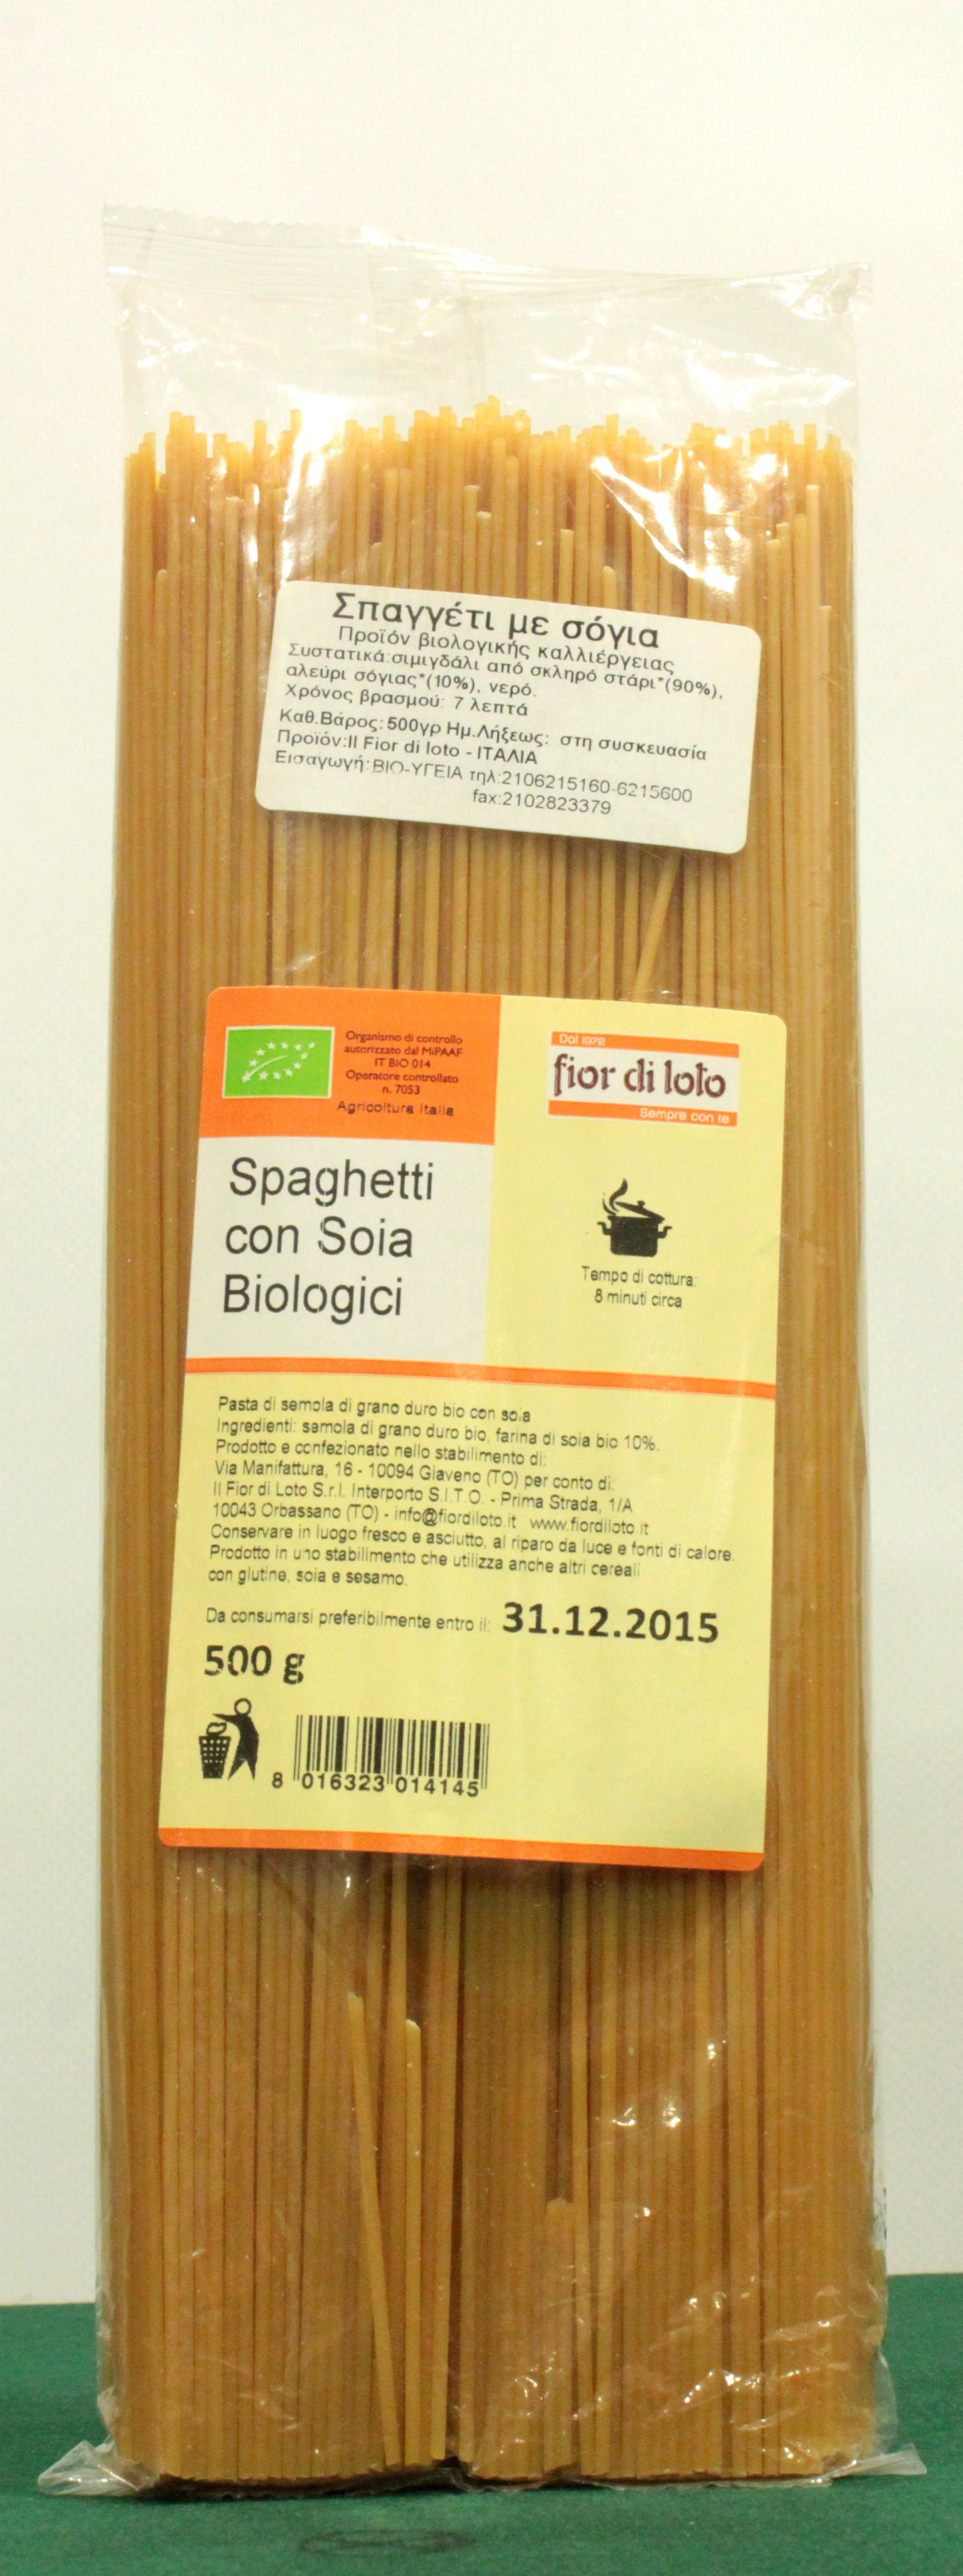 Σπαγγέτι με σόγια
Προϊόν βιολογικής καλλιέργειας
Συστατικά:σιμιγδάλι από σκληρό στάρι*(90%),
αλεύρι σόγιας*(10%), νερό.
Χρόνος βρασμού: 7 λεπτά
Καθ.Βάρος:500γρ Ημ.Λήξεως: στη συσκευασία
Προϊόν:Il Fior di loto - ΙΤΑΛΙΑ
Εισαγωγή:ΒΙΟ-ΥΓΕΙΑ τηλ:2106215160-6215600
fax:2102823379
Organismo di controllo
autorizzato dal MiPAAF
IT BIO 014
Operatore controllato
n. 7053
Agricoltura Italia
Dal 1972
fior di loto
Sempre con te
Spaghetti
con Soia
Biologici
Tempo di cottura:
8 minuti circa
Pasta di semola di grano duro bio con soia
Ingredienti: semola di grano duro bio, farina di soia bio 10%.
Prodotto e confezionato nello stabilimento di:
Via Manifattura, 16 - 10094 Giaveno (TO) per conto di:
Il Fior di Loto S.r.l. Interporto S.I.T.O. - Prima Strada, 1/A
10043 Orbassano (TO) - info@fiordiloto.it www.fiordiloto.it
Conservare in luogo fresco e asciutto, al riparo da luce e fonti di calore.
Prodotto in uno stabilimento che utilizza anche altri cereali
con glutine, soia e sesamo.
Da consumarsi preferibilmente entro il: 31.12.2015
500 g
8 016323 014145